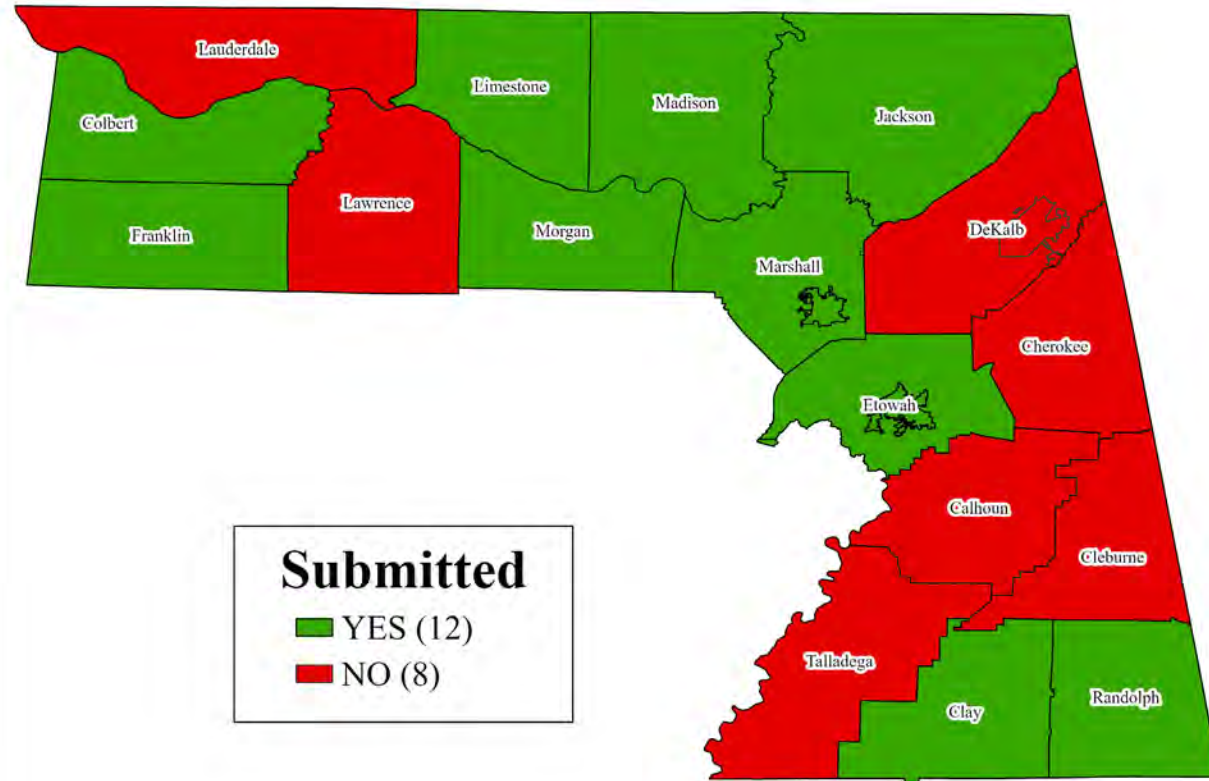 Lauderdale
Limestone
Madison
Jackson
Colbert
Lawrence
Franklin
Morgan
DeKalb
Marshall
Cherokee
Etowah
Calhoun
Cleburne
Talladega
Clay
Randolph
Submitted
YES (12)
NO (8)